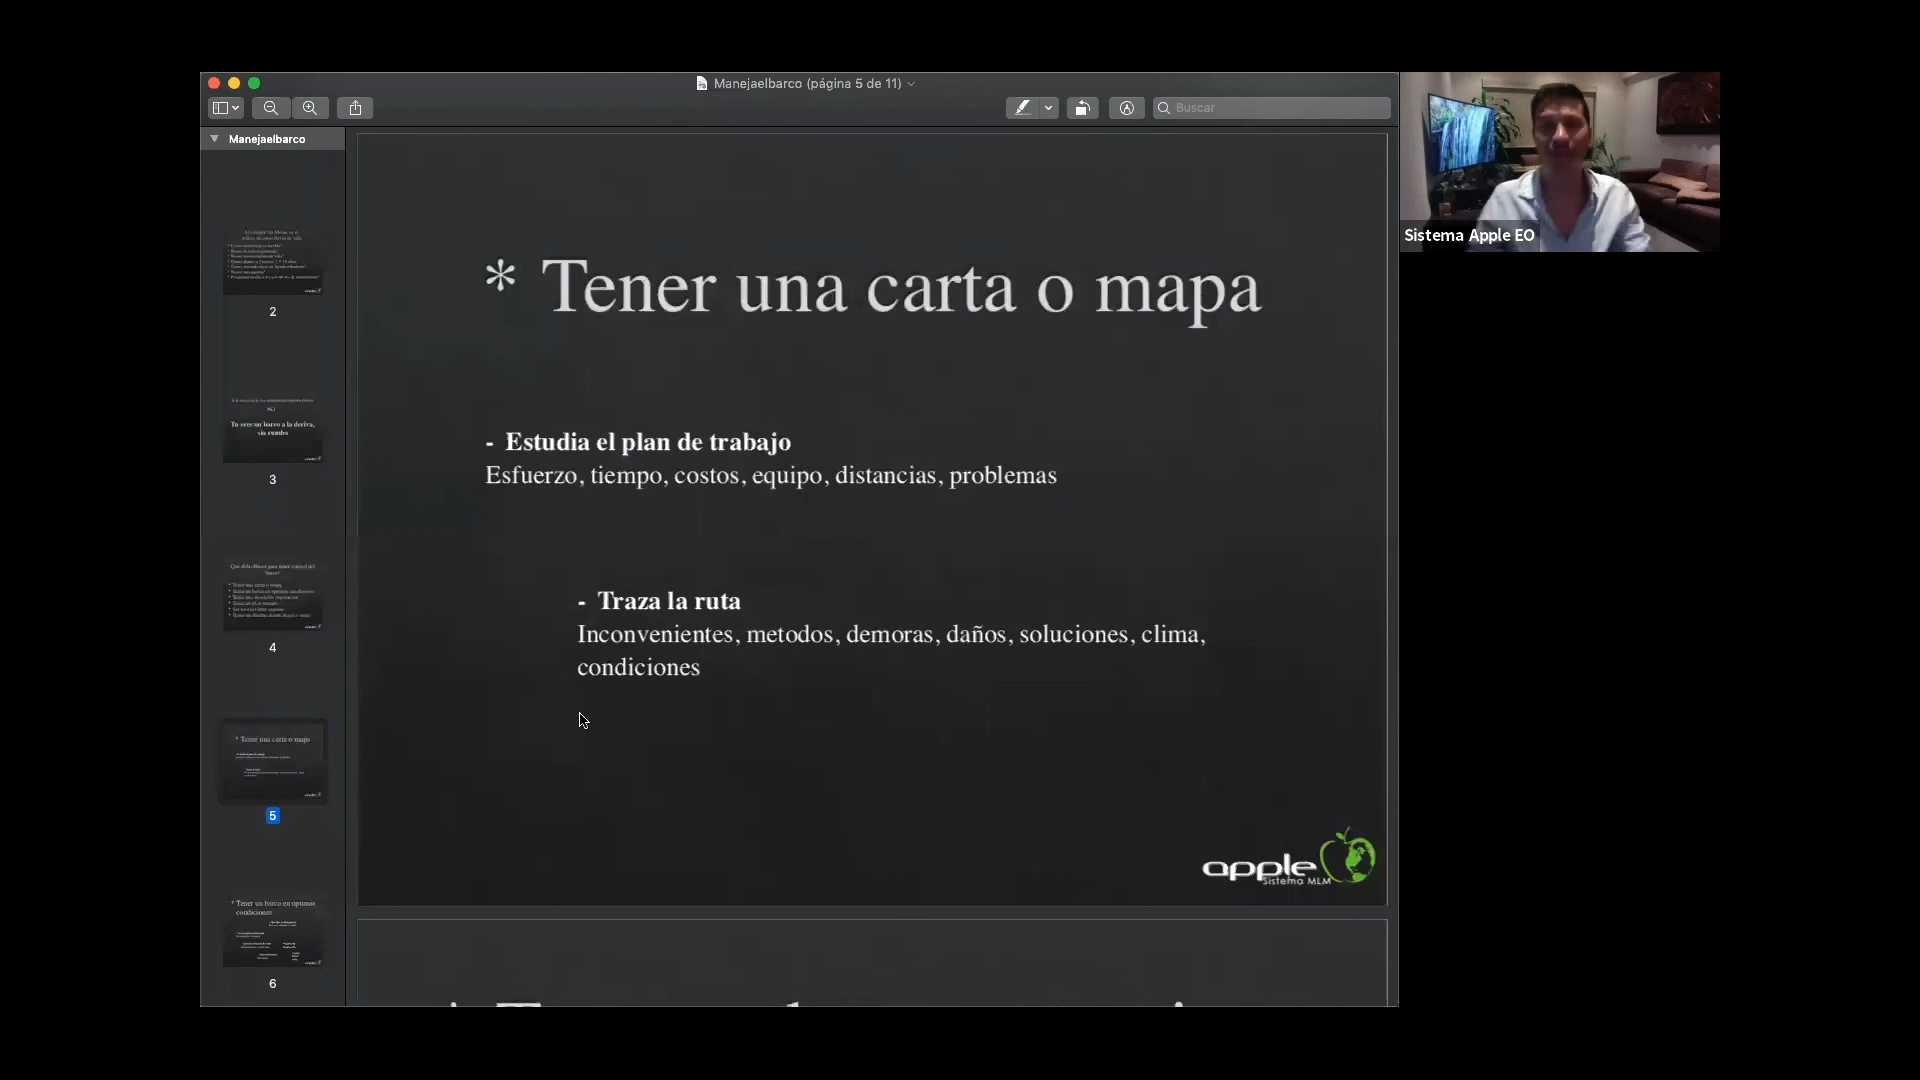 Manejaelbarco (página 5 de 11)
Buscar
Manejaelbarco
Tu eres un barco a la deriva,
sin rumbo
2
3
4
* Tener una carta o mapa
5
* Tener un barco en optimas
condiciones
6
* Tener una carta o mapa
- Estudia el plan de trabajo
Esfuerzo, tiempo, costos, equipo, distancias, problemas
- Traza la ruta
Inconvenientes, metodos, demoras, daños, soluciones, clima,
condiciones
apple
Sistema MLM
Sistema Apple EO